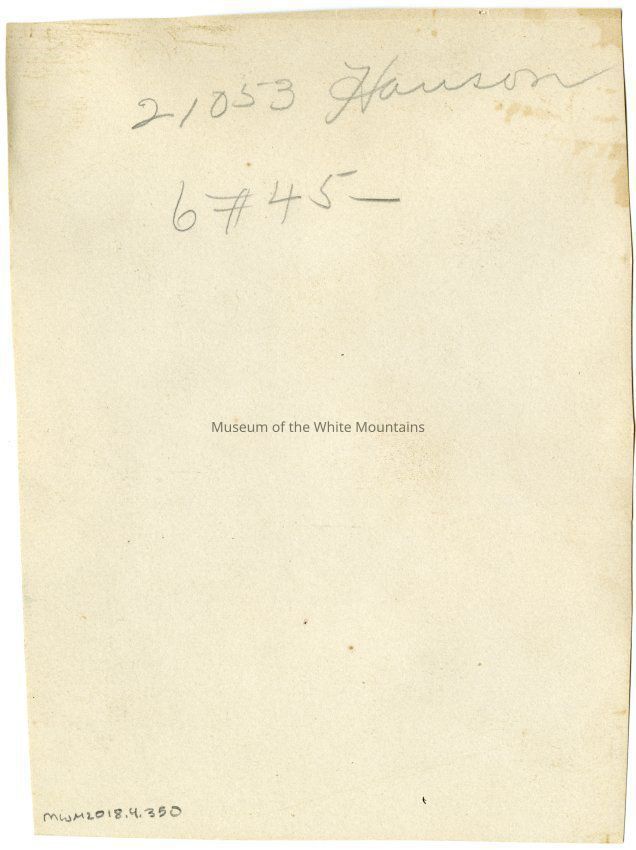 21053 Hanson
6 # 45 —
Museum of the White Mountains
MWM2018.4.350